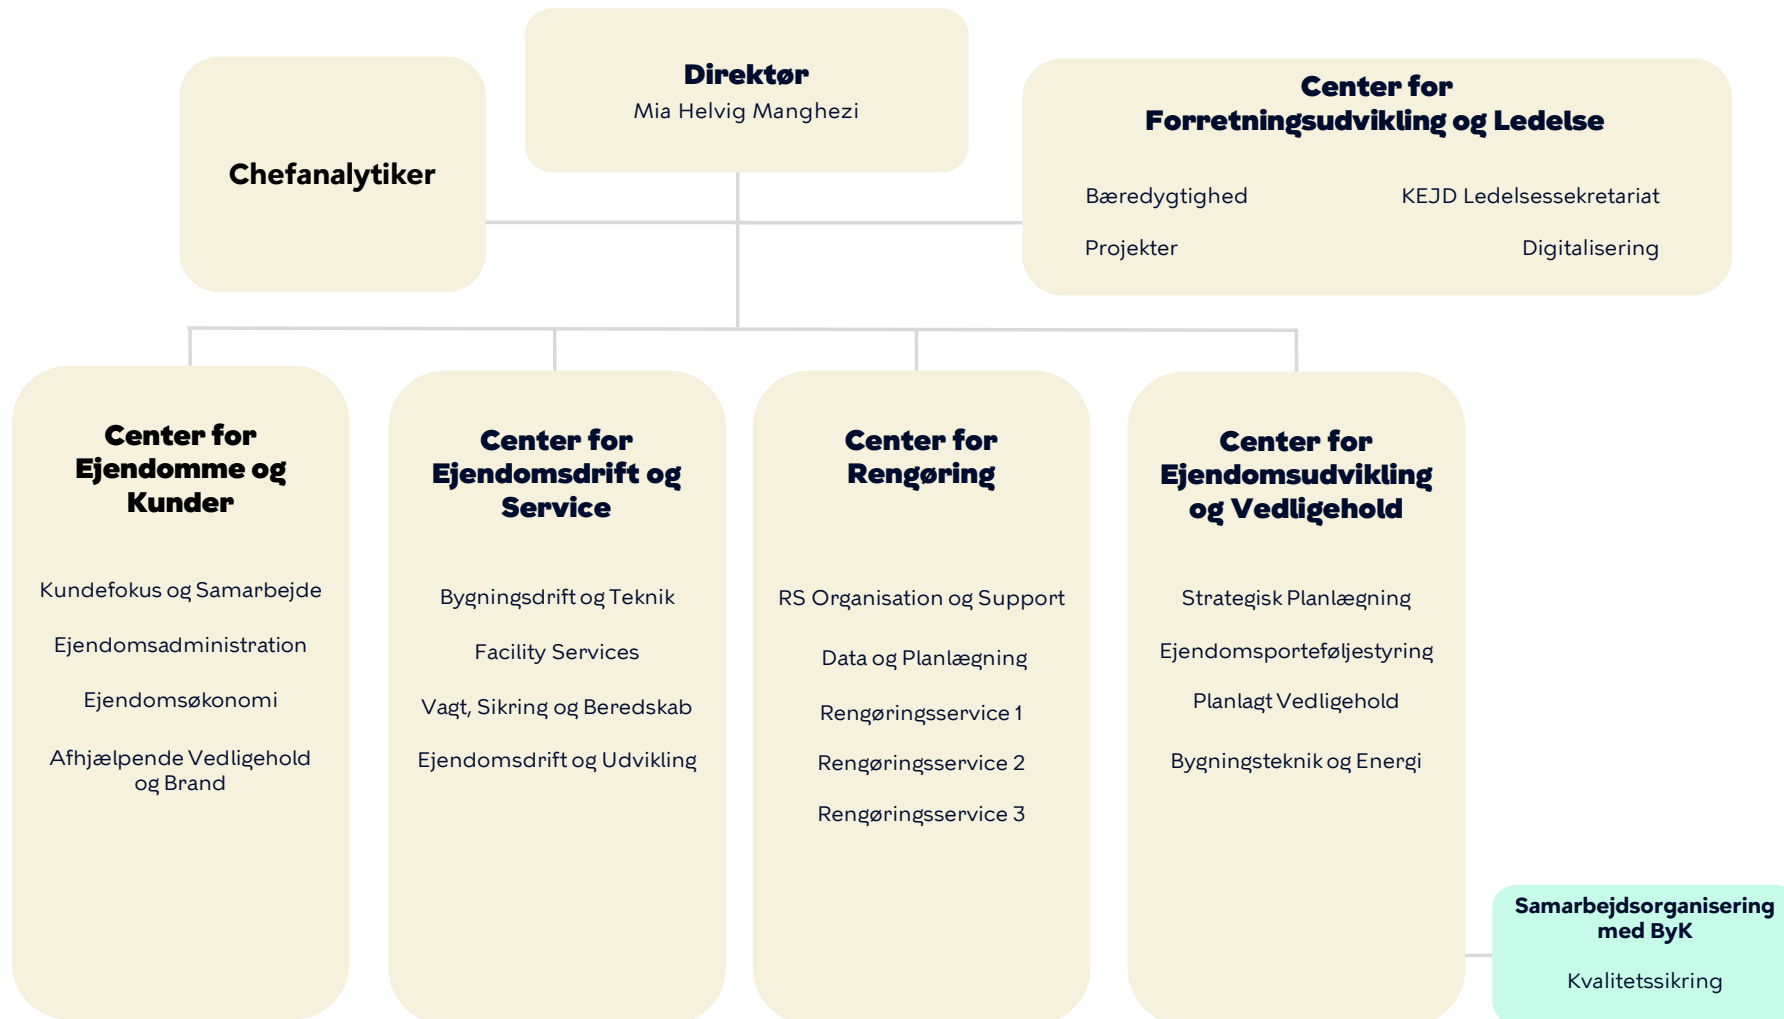 Direktør
Mia Helvig Manghezi
Chefanalytiker
Center for
Forretningsudvikling og Ledelse
Bæredygtighed
KEJD Ledelsessekretariat
Projekter
Digitalisering
Center for
Ejendomme og
Kunder
Kundefokus og Samarbejde
Ejendomsadministration
Ejendomsøkonomi
Afhjælpende Vedligehold
og Brand
Center for
Ejendomsdrift og
Service
Bygningsdrift og Teknik
Facility Services
Vagt, Sikring og Beredskab
Ejendomsdrift og Udvikling
Center for
Rengøring
RS Organisation og Support
Data og Planlægning
Rengøringsservice 1
Rengøringsservice 2
Rengøringsservice 3
Center for
Ejendomsudvikling
og Vedligehold
Strategisk Planlægning
Ejendomsporteføljestyring
Planlagt Vedligehold
Bygningsteknik og Energi
Samarbejdsorganisering
med ByK
Kvalitetssikring